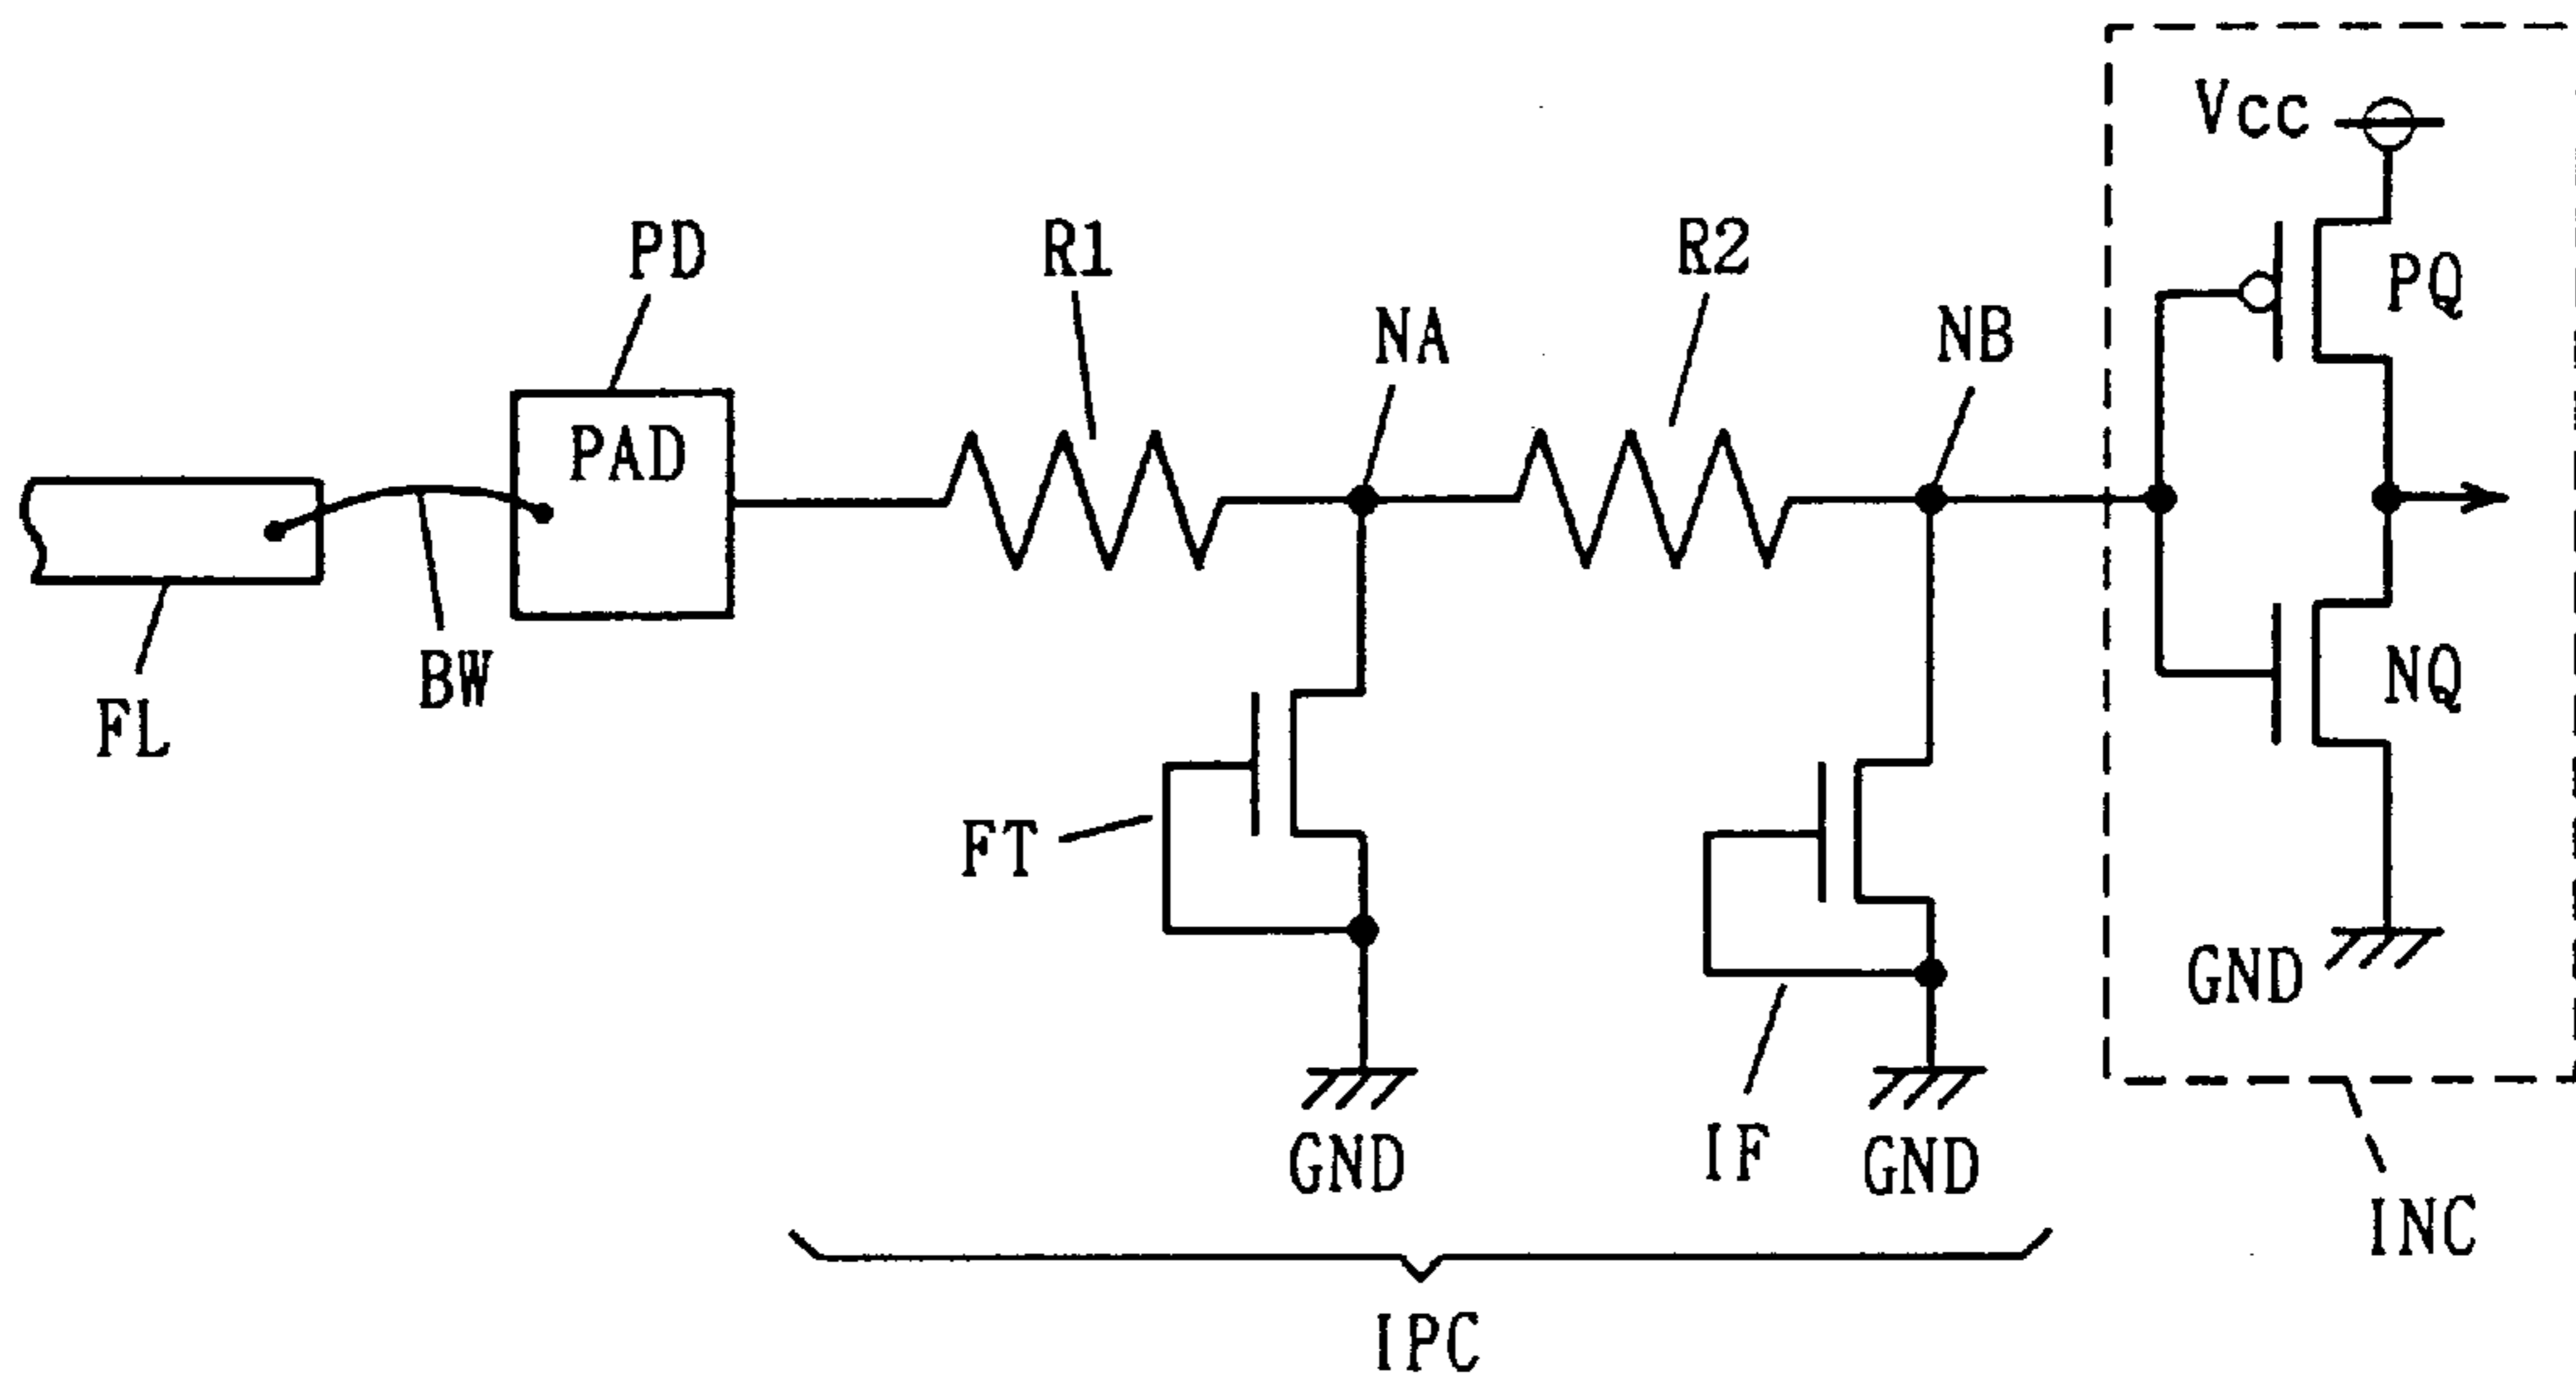 Vcc
PD
R1
R2
NA
NB
PQ
PAD
BW
FL
NQ
FT
GND
IF
GND
GND
INC
IPC